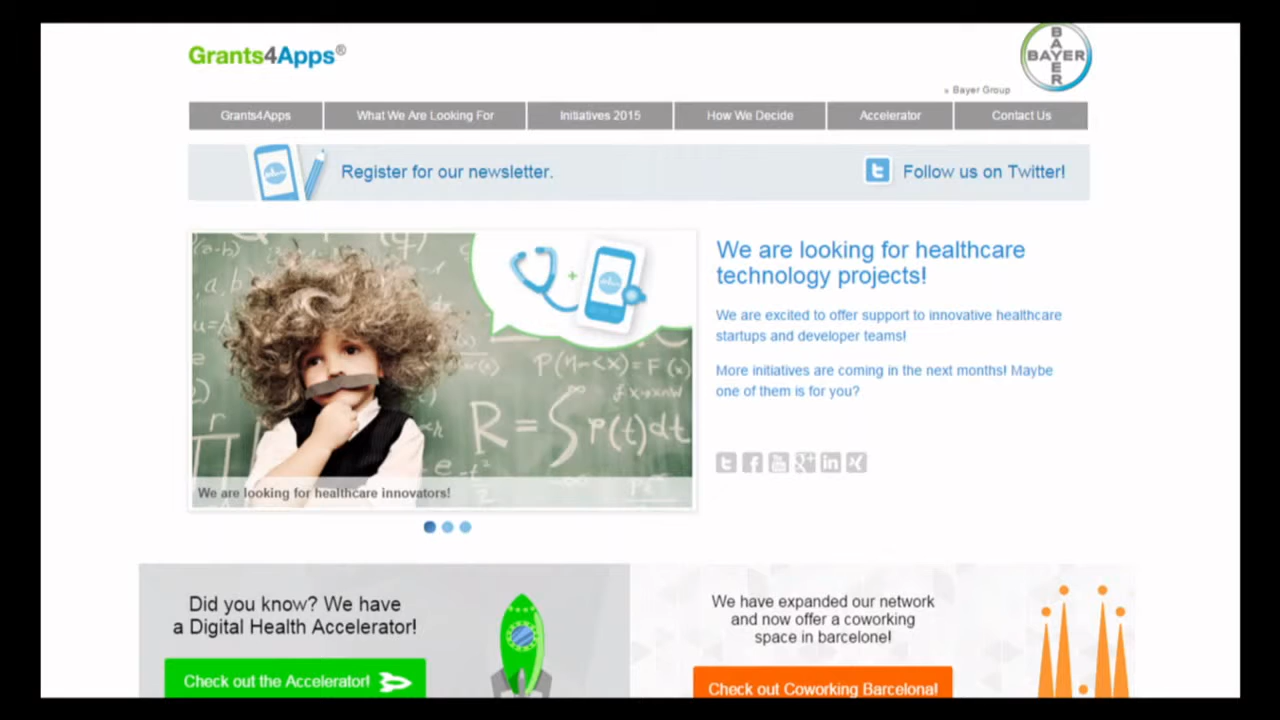 Grants4Apps®
BAYER
BAYER
» Bayer Group
Grants4Apps
What We Are Looking For
Initiatives 2015
How We Decide
Accelerator
Contact Us
Register for our newsletter.
Follow us on Twitter!
We are looking for healthcare
technology projects!
We are excited to offer support to innovative healthcare
startups and developer teams!
More initiatives are coming in the next months! Maybe
one of them is for you?
R = ∫ P(t)dt
We are looking for healthcare innovators!
Did you know? We have
a Digital Health Accelerator!
Check out the Accelerator!
We have expanded our network
and now offer a coworking
space in barcelone!
Check out Coworking Barcelona!